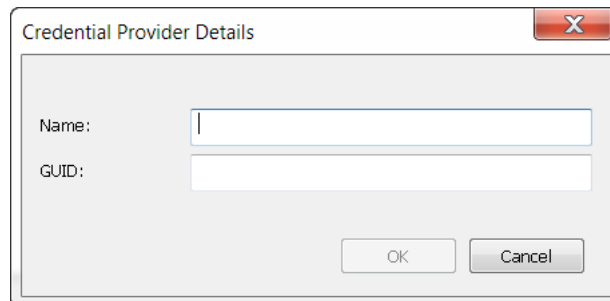 Credential Provider Details
Name:
GUID:
OK
Cancel